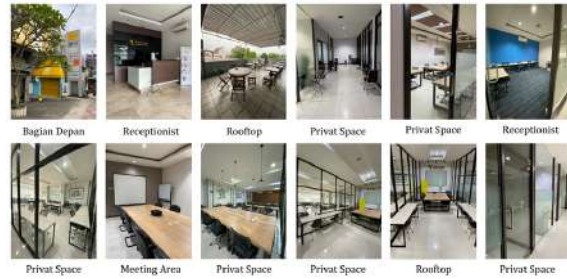 Bagian Depan
Receptionist
Rooftop
Privat Space
Privat Space
Receptionist
Privat Space
Meeting Area
Privat Space
Privat Space
Rooftop
Privat Space